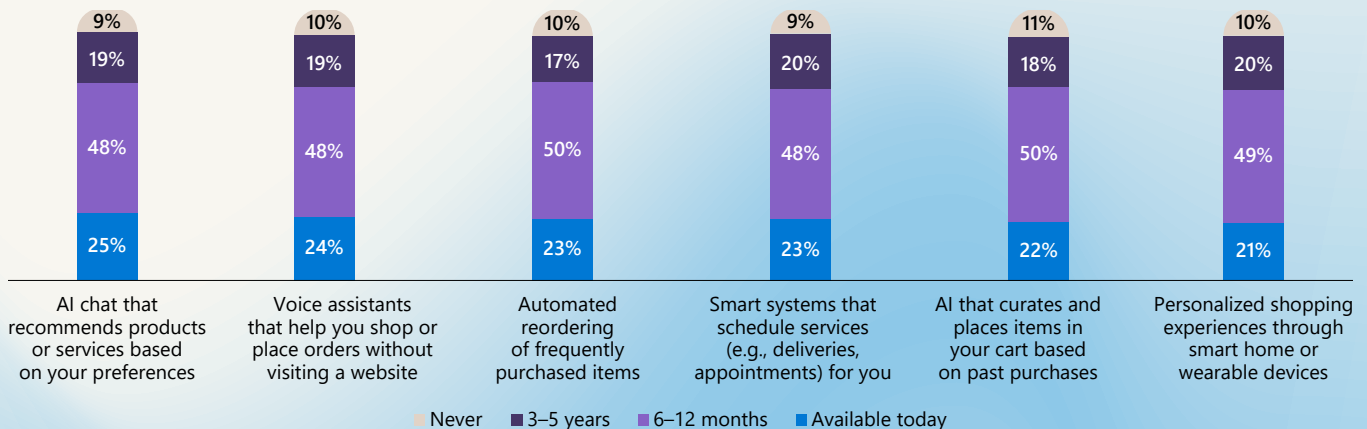 9% 10% 10% 9% 11% 10%
19% 19% 17% 20% 18% 20%
48% 48% 50% 48% 50% 49%
25% 24% 23% 23% 22% 21%
AI chat that
recommends products
or services based
on your preferences
Voice assistants
that help you shop or
place orders without
visiting a website
Automated
reordering
of frequently
purchased items
Smart systems that
schedule services
(e.g., deliveries,
appointments) for you
AI that curates and
places items in
your cart based
on past purchases
Personalized shopping
experiences through
smart home or
wearable devices
Never 3–5 years 6–12 months Available today